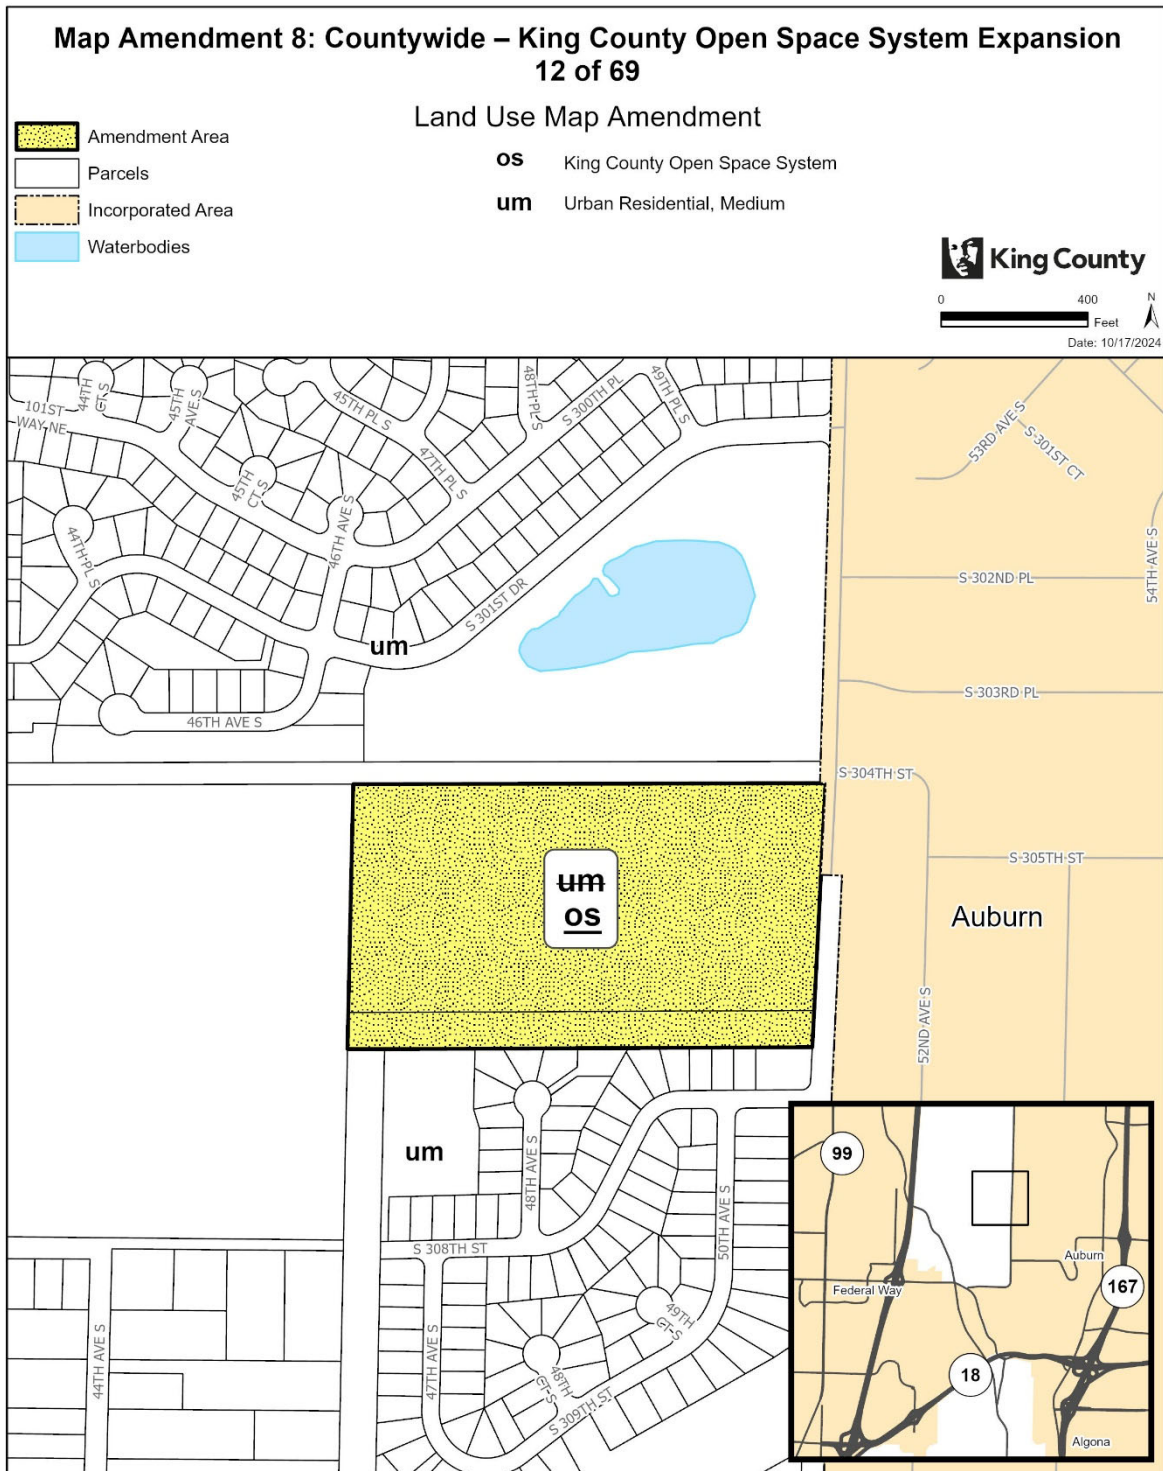 Map Amendment 8: Countywide – King County Open Space System Expansion
12 of 69
Land Use Map Amendment
Amendment Area
Parcels
Incorporated Area
Waterbodies
os King County Open Space System
um Urban Residential, Medium
King County
0 400
Feet
N
Date: 10/17/2024
101ST
WAY NE
44TH
CT S
45TH
AVE S
45TH PL S
48TH PL S
S 300TH PL
49TH PL S
53RD AVE S
S 301ST CT
47TH PL S
45TH
CT S
46TH AVE S
44TH PL S
54TH AVE S
S 302ND PL
S 301ST DR
um
S 303RD PL
46TH AVE S
S 304TH ST
S 305TH ST
um
os
Auburn
52ND AVE S
um
48TH AVE S
50TH AVE S
S 308TH ST
49TH
CT S
44TH AVE S
47TH AVE S
48TH
CT S
S 309TH ST
99
Auburn
Federal Way
167
18
Algona